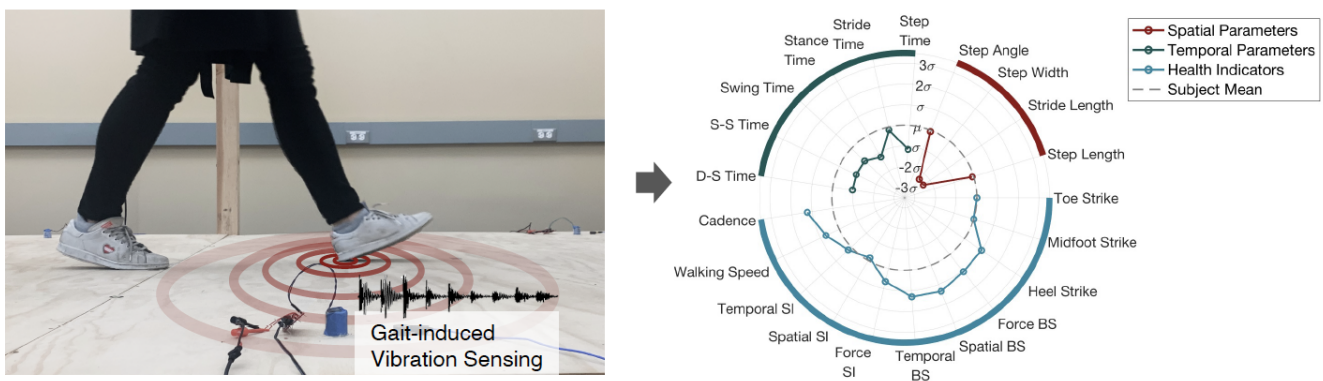 Gait-induced
Vibration Sensing
Step
Time
Stride
Time
Stance
Time
Swing Time
S-S Time
D-S Time
Cadence
Walking Speed
Temporal SI
Spatial SI
Force
SI
Temporal
BS
Spatial BS
Force BS
Heel Strike
Midfoot Strike
Toe Strike
Step Length
Stride Length
Step Width
Step Angle
3σ
2σ
σ
μ
σ
-2σ
-3σ
Spatial Parameters
Temporal Parameters
Health Indicators
Subject Mean